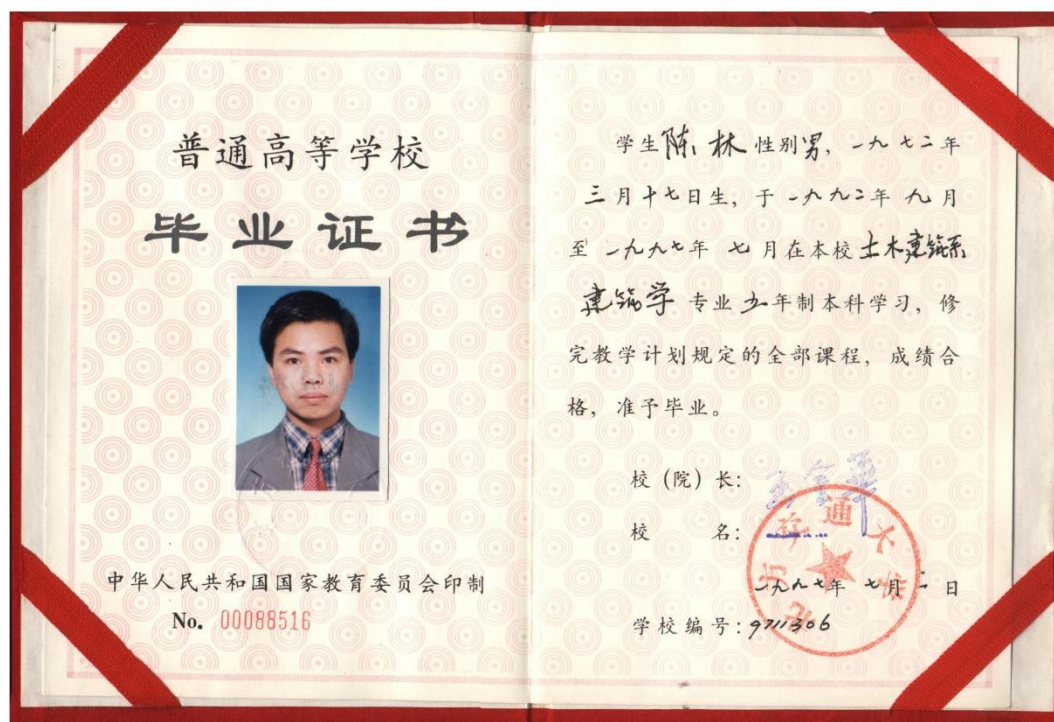 普通高等学校
毕业证书
中华人民共和国国家教育委员会印制
No. 00088516
学生陈林性别男，一九七二年
三月十七日生，于一九九二年九月
至一九九七年七月在本校土木建筑系
建筑学专业五年制本科学习，修
完教学计划规定的全部课程，成绩合
格，准予毕业。
校（院）长：
校名：
一九九七年七月二日
学校编号：9711306
交通大学